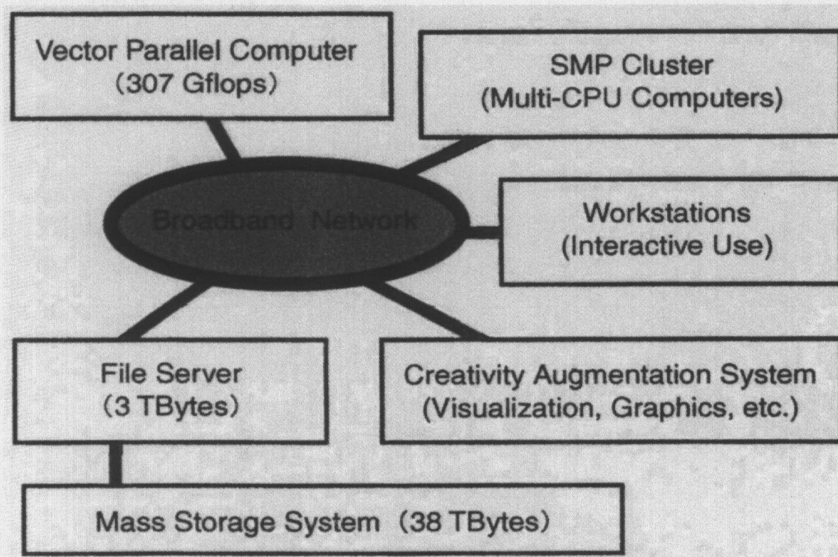 Vector Parallel Computer
(307 Gflops)
SMP Cluster
(Multi-CPU Computers)
Broadband Network
Workstations
(Interactive Use)
File Server
(3 TBytes)
Creativity Augmentation System
(Visualization, Graphics, etc.)
Mass Storage System (38 TBytes)